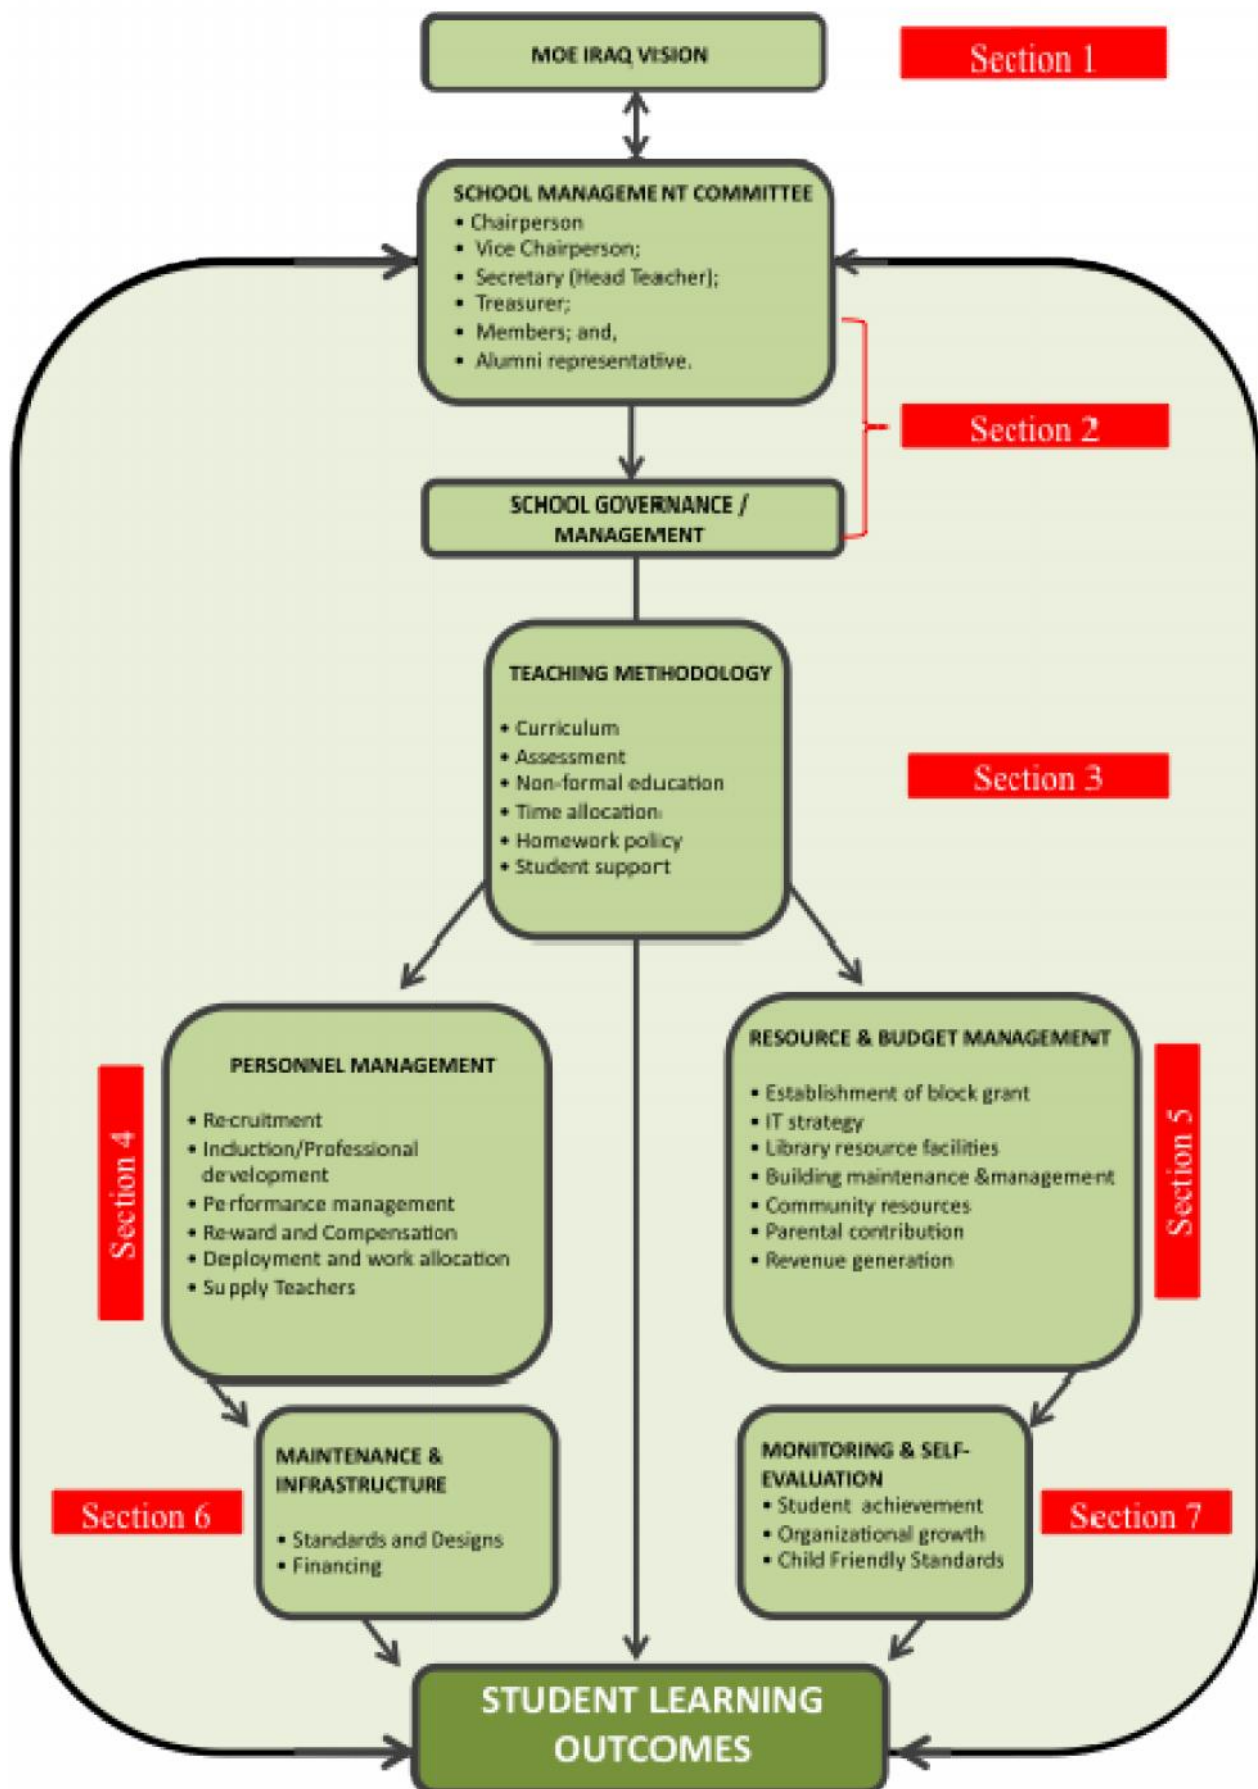 MOE IRAQ VISION
Section 1
SCHOOL MANAGEMENT COMMITTEE
• Chairperson
• Vice Chairperson;
• Secretary (Head Teacher);
• Treasurer;
• Members; and,
• Alumni representative.
Section 2
SCHOOL GOVERNANCE /
MANAGEMENT
TEACHING METHODOLOGY
• Curriculum
• Assessment
• Non-formal education
• Time allocation
• Homework policy
• Student support
Section 3
Section 4
PERSONNEL MANAGEMENT
• Recruitment
• Induction/Professional
development
• Performance management
• Reward and Compensation
• Deployment and work allocation
• Supply Teachers
RESOURCE & BUDGET MANAGEMENT
• Establishment of block grant
• IT strategy
• Library resource facilities
• Building maintenance &management
• Community resources
• Parental contribution
• Revenue generation
Section 5
Section 6
MAINTENANCE &
INFRASTRUCTURE
• Standards and Designs
• Financing
MONITORING & SELF-
EVALUATION
• Student achievement
• Organizational growth
• Child Friendly Standards
Section 7
STUDENT LEARNING
OUTCOMES